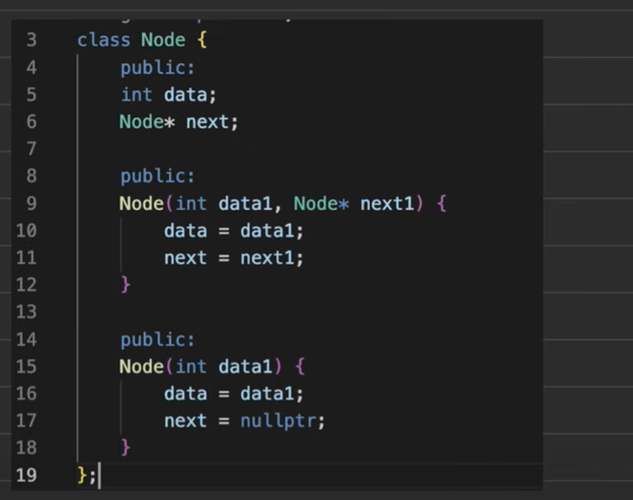 3 class Node {
4 public:
5 int data;
6 Node* next;
7
8 public:
9 Node(int data1, Node* next1) {
10 data = data1;
11 next = next1;
12 }
13
14 public:
15 Node(int data1) {
16 data = data1;
17 next = nullptr;
18 }
19 };